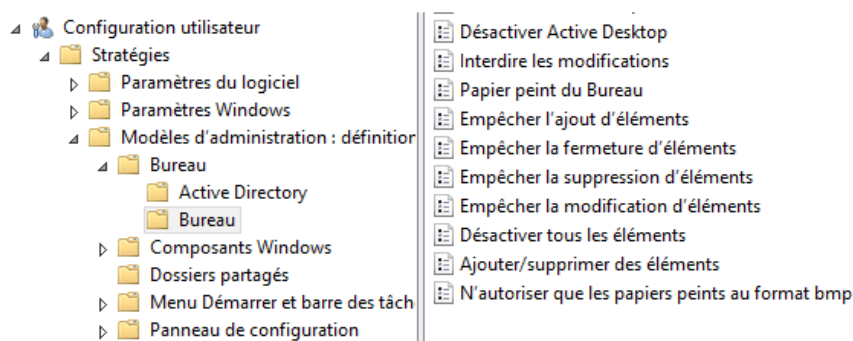 Configuration utilisateur
Stratégies
Paramètres du logiciel
Paramètres Windows
Modèles d'administration : définition
Bureau
Active Directory
Bureau
Composants Windows
Dossiers partagés
Menu Démarrer et barre des tâch
Panneau de configuration
Désactiver Active Desktop
Interdire les modifications
Papier peint du Bureau
Empêcher l'ajout d'éléments
Empêcher la fermeture d'éléments
Empêcher la suppression d'éléments
Empêcher la modification d'éléments
Désactiver tous les éléments
Ajouter/supprimer des éléments
N'autoriser que les papiers peints au format bmp